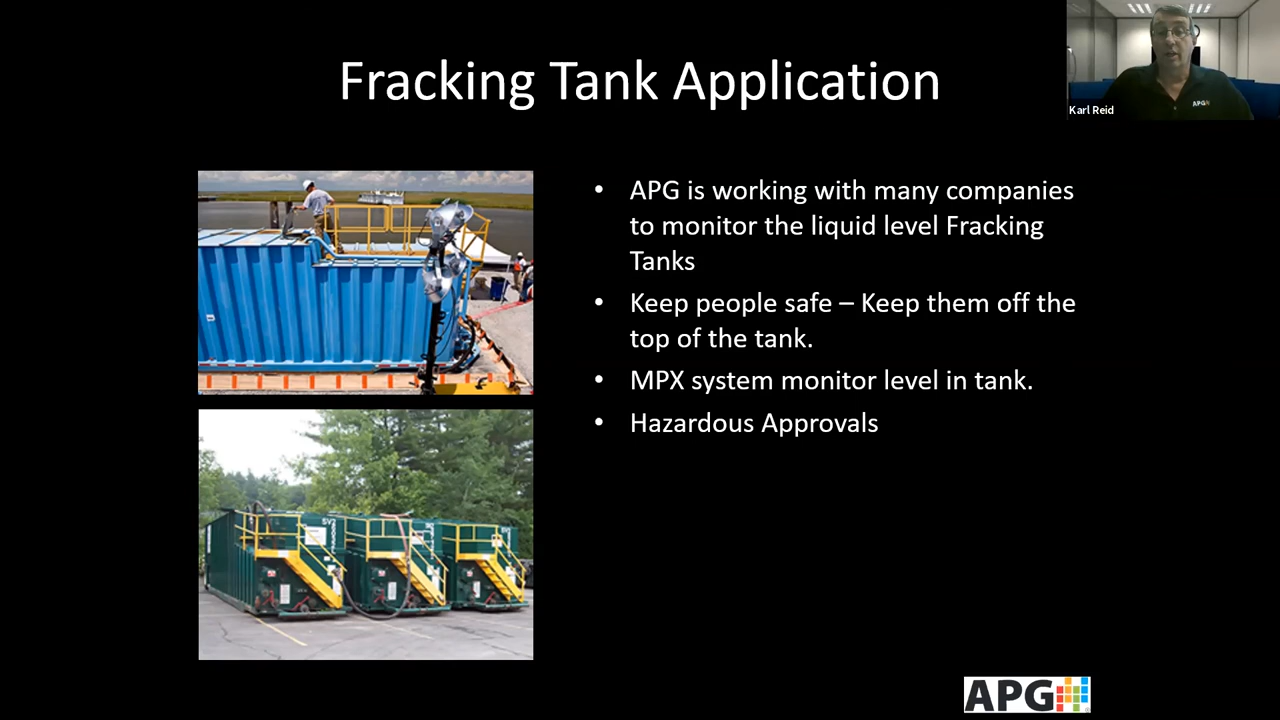 Fracking Tank Application
APG
Karl Reid
• APG is working with many companies
to monitor the liquid level Fracking
Tanks
• Keep people safe – Keep them off the
top of the tank.
• MPX system monitor level in tank.
• Hazardous Approvals
APG